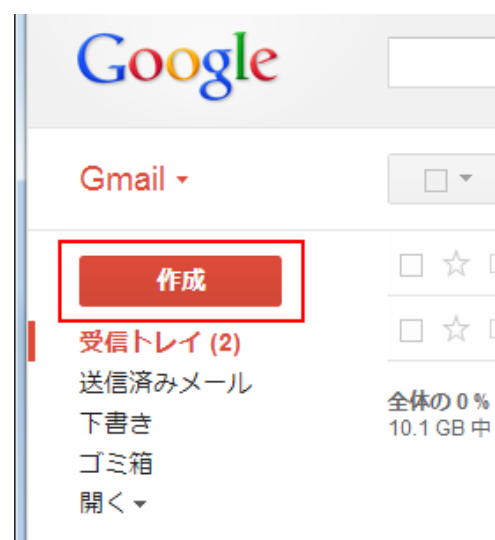 Google
Gmail
作成
受信トレイ (2)
送信済みメール
下書き
ゴミ箱
開く
全体の 0 %
10.1 GB 中